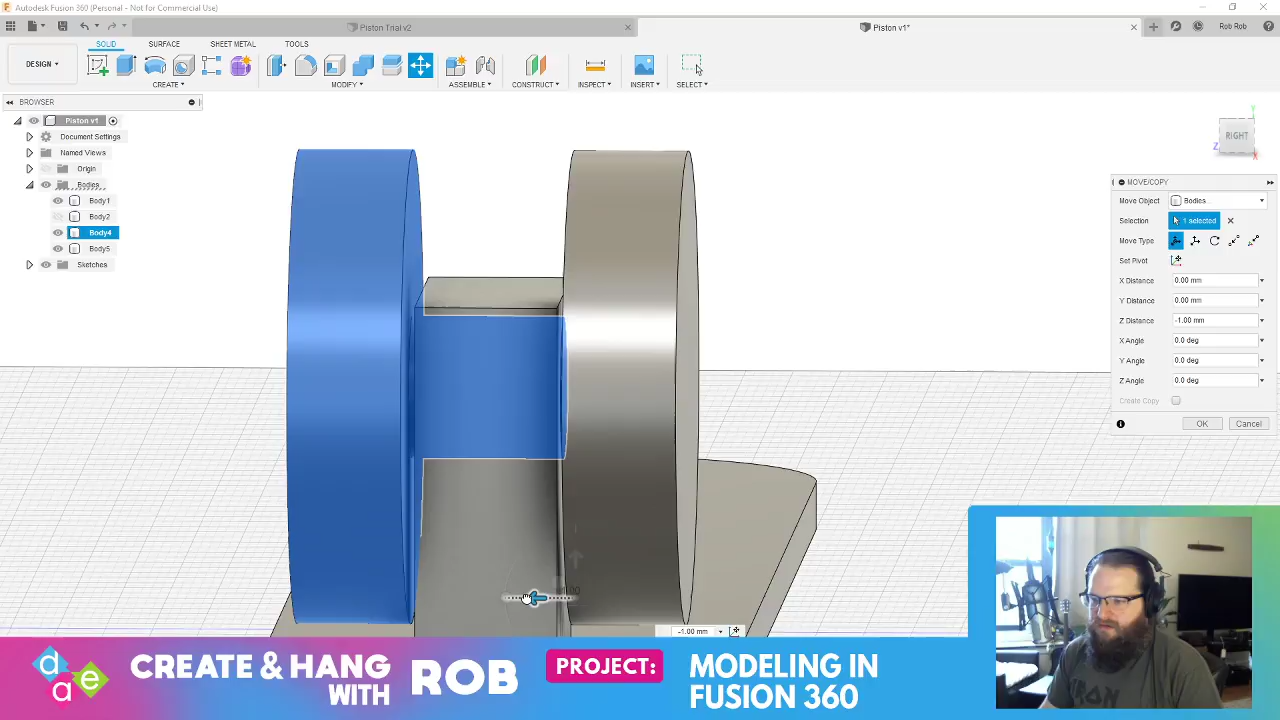 Autodesk Fusion 360 (Personal - Not for Commercial Use)
Piston Trial v2
Piston v1*
Rob Rob
SOLID SURFACE SHEET METAL TOOLS
DESIGN
CREATE MODIFY ASSEMBLE CONSTRUCT INSPECT INSERT SELECT
BROWSER
Piston v1
Document Settings
Named Views
Origin
Bodies
Body1
Body2
Body4
Body5
Sketches
Y
RIGHT
Z
X
MOVE/COPY
Move Object Bodies
Selection 1 selected
Move Type
Set Pivot
X Distance 0.00 mm
Y Distance 0.00 mm
Z Distance -1.00 mm
X Angle 0.0 deg
Y Angle 0.0 deg
Z Angle 0.0 deg
Create Copy
OK Cancel
-1.00 mm
dae
CREATE & HANG
WITH
ROB
PROJECT:
MODELING IN
FUSION 360